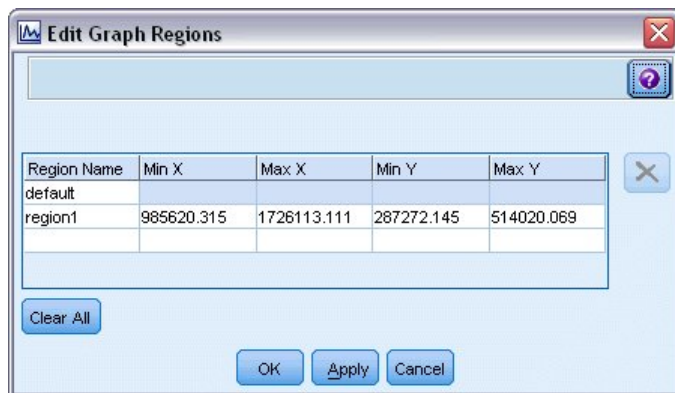 Edit Graph Regions
?
Region Name Min X Max X Min Y Max Y
default
region1 985620.315 1726113.111 287272.145 514020.069
Clear All
OK Apply Cancel